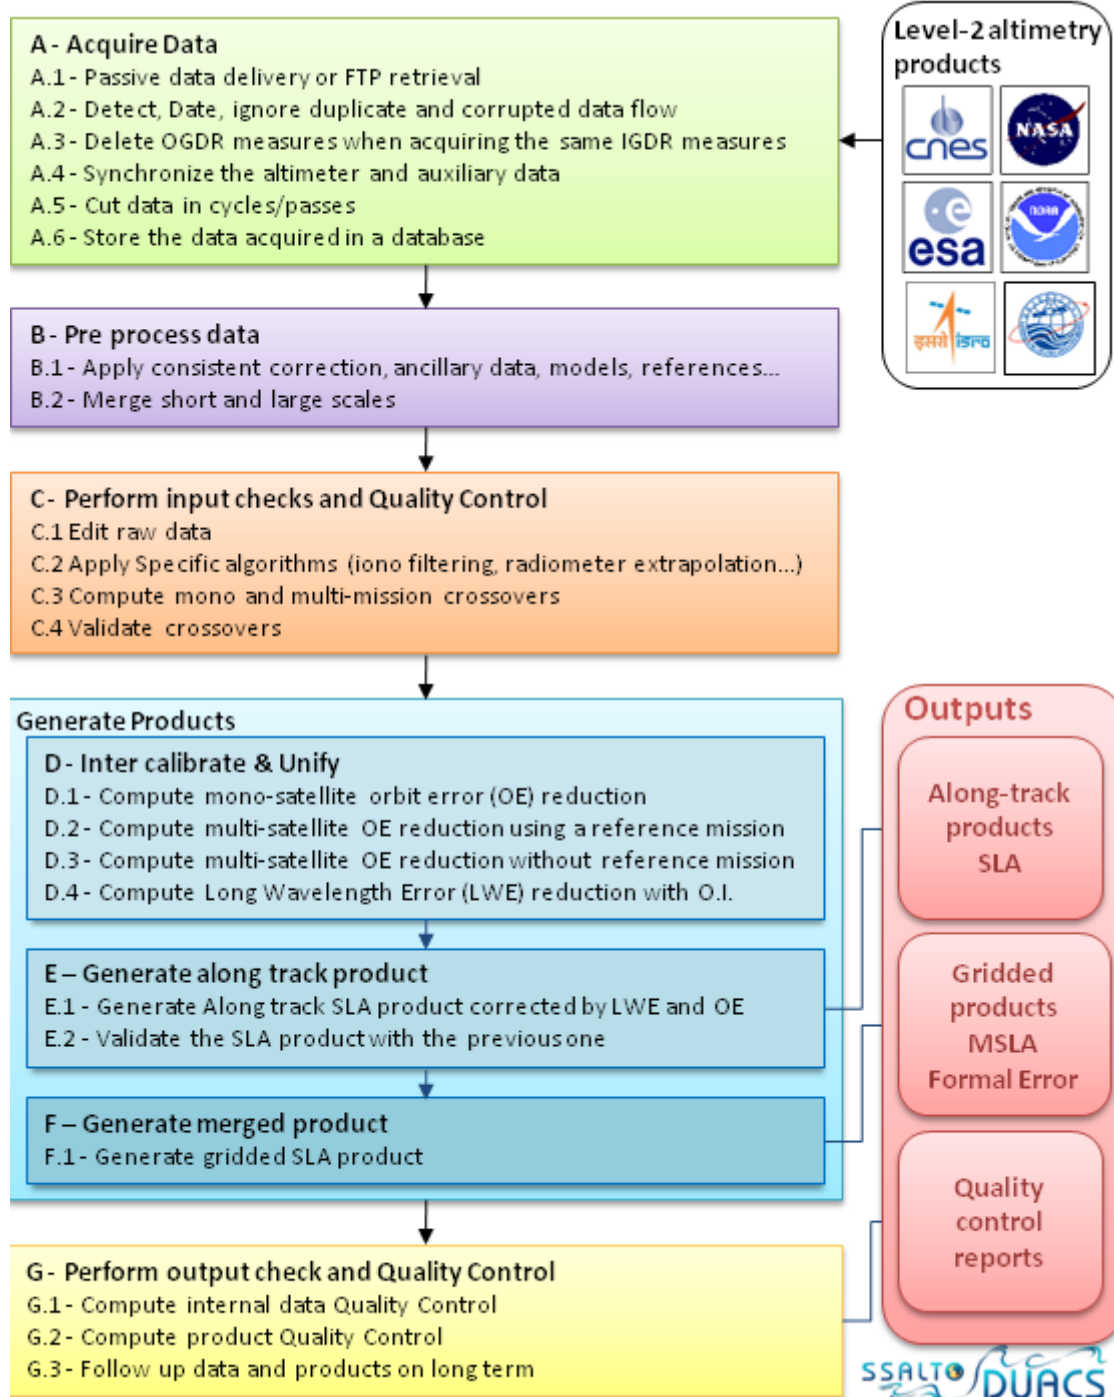 A - Acquire Data
A.1 - Passive data delivery or FTP retrieval
A.2 - Detect, Date, ignore duplicate and corrupted data flow
A.3 - Delete OGDR measures when acquiring the same IGDR measures
A.4 - Synchronize the altimeter and auxiliary data
A.5 - Cut data in cycles/passes
A.6 - Store the data acquired in a database
Level-2 altimetry
products
cnes
NASA
esa
noaa
इसरो isro
B - Pre process data
B.1 - Apply consistent correction, ancillary data, models, references...
B.2 - Merge short and large scales
C - Perform input checks and Quality Control
C.1 Edit raw data
C.2 Apply Specific algorithms (iono filtering, radiometer extrapolation...)
C.3 Compute mono and multi-mission crossovers
C.4 Validate crossovers
Generate Products
D - Inter calibrate & Unify
D.1 - Compute mono-satellite orbit error (OE) reduction
D.2 - Compute multi-satellite OE reduction using a reference mission
D.3 - Compute multi-satellite OE reduction without reference mission
D.4 - Compute Long Wavelength Error (LWE) reduction with O.I.
E – Generate along track product
E.1 - Generate Along track SLA product corrected by LWE and OE
E.2 - Validate the SLA product with the previous one
F – Generate merged product
F.1 - Generate gridded SLA product
Outputs
Along-track
products
SLA
Gridded
products
MSLA
Formal Error
Quality
control
reports
G - Perform output check and Quality Control
G.1 - Compute internal data Quality Control
G.2 - Compute product Quality Control
G.3 - Follow up data and products on long term
SSALTO DUACS